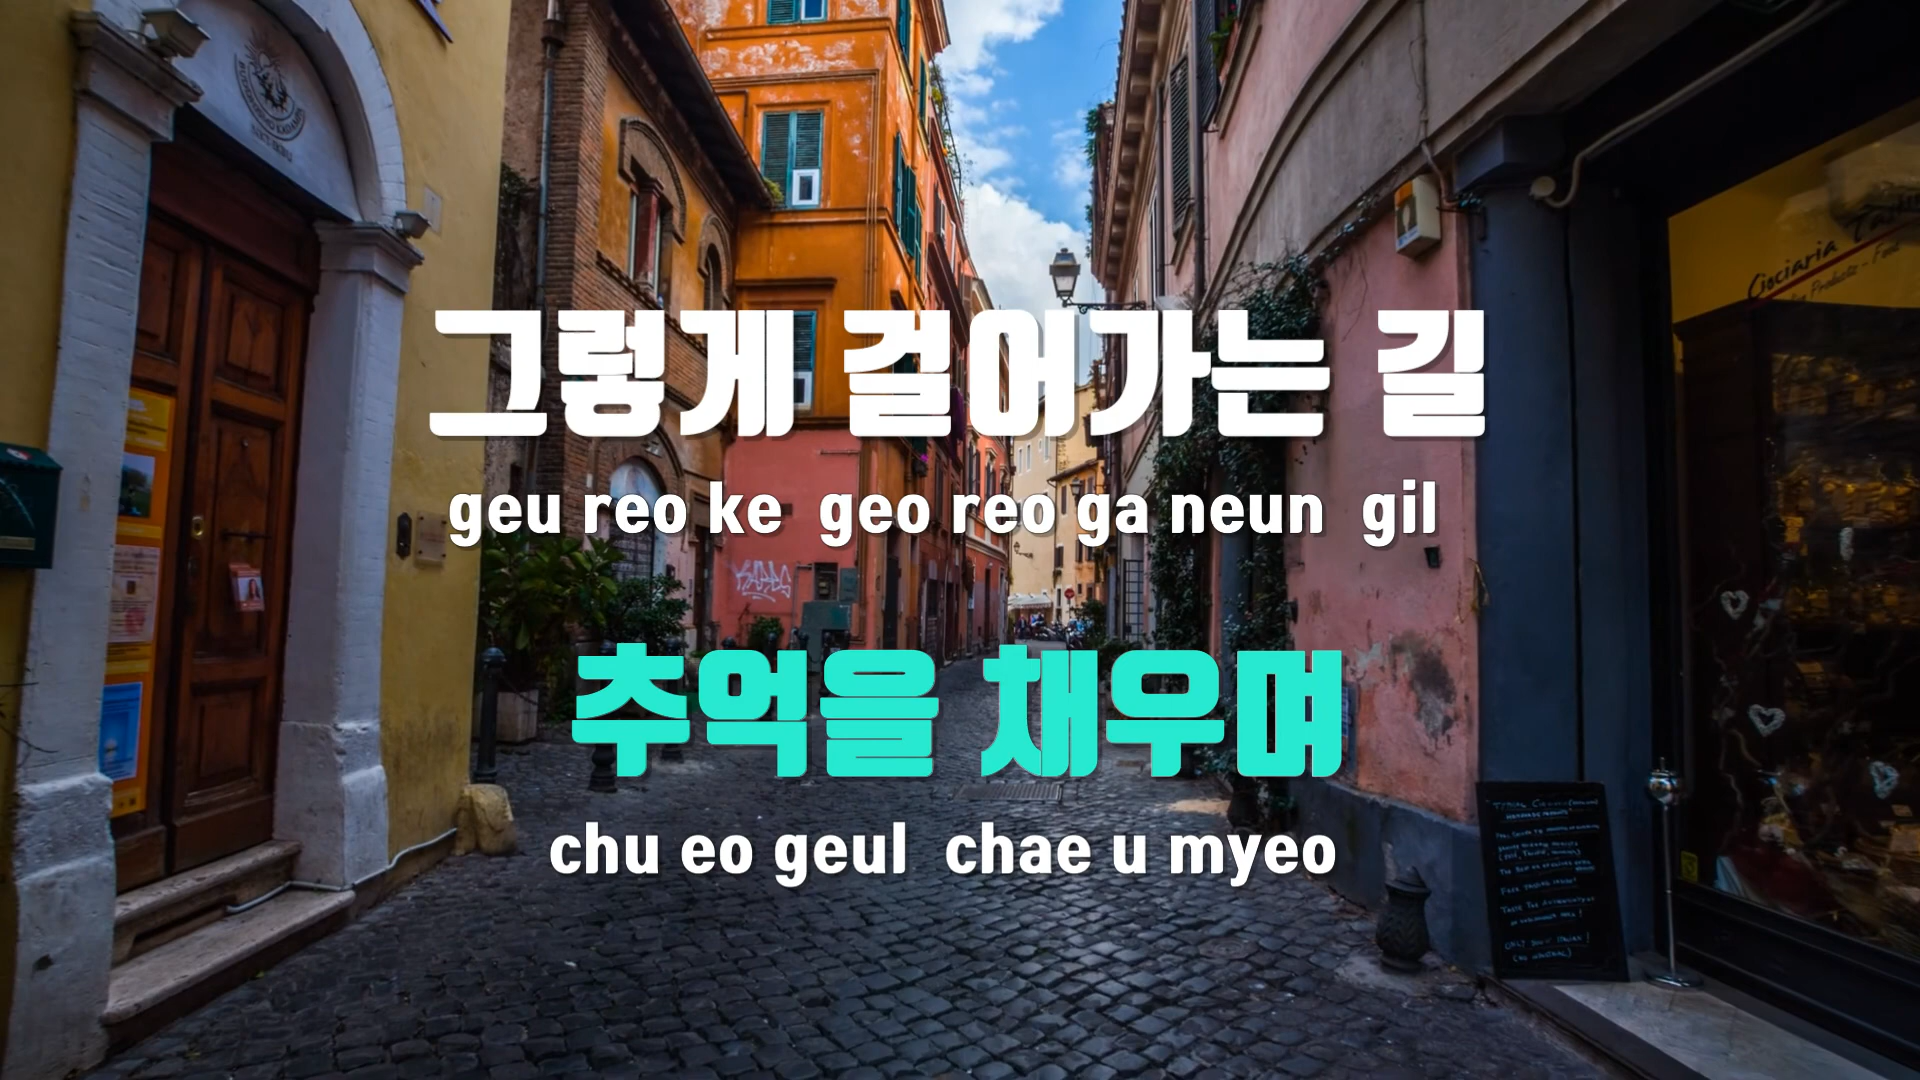 그렇게 걸어가는 길
geu reo ke geo reo ga neun gil
추억을 채우며
chu eo geul chae u myeo
Ciociaria